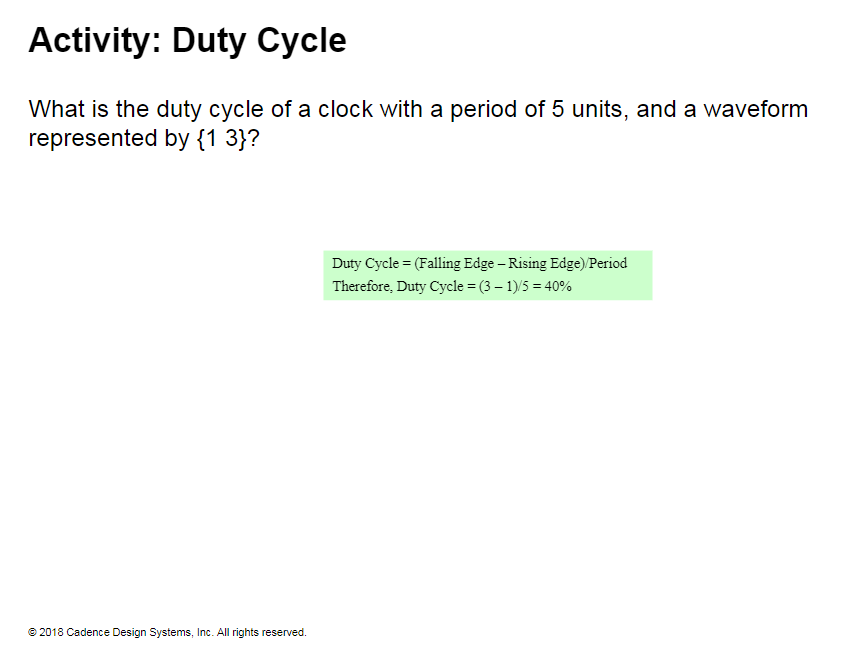 Activity: Duty Cycle
What is the duty cycle of a clock with a period of 5 units, and a waveform
represented by {1 3}?
Duty Cycle = (Falling Edge – Rising Edge)/Period
Therefore, Duty Cycle = (3 – 1)/5 = 40%
© 2018 Cadence Design Systems, Inc. All rights reserved.